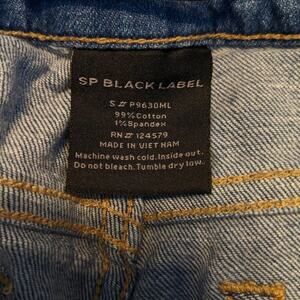 SP BLACK LABEL
S// P9630ML
99%Cotton
1%Spandex
RN// 124579
MADE IN VIET NAM
Machine wash cold. Inside out.
Do not bleach. Tumble dry low.